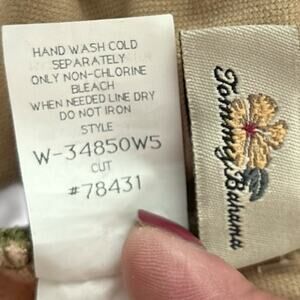 HAND WASH COLD
SEPARATELY
ONLY NON-CHLORINE
BLEACH
WHEN NEEDED LINE DRY
DO NOT IRON
STYLE
W-34850W5
CUT
#78431
Tommy Bahama